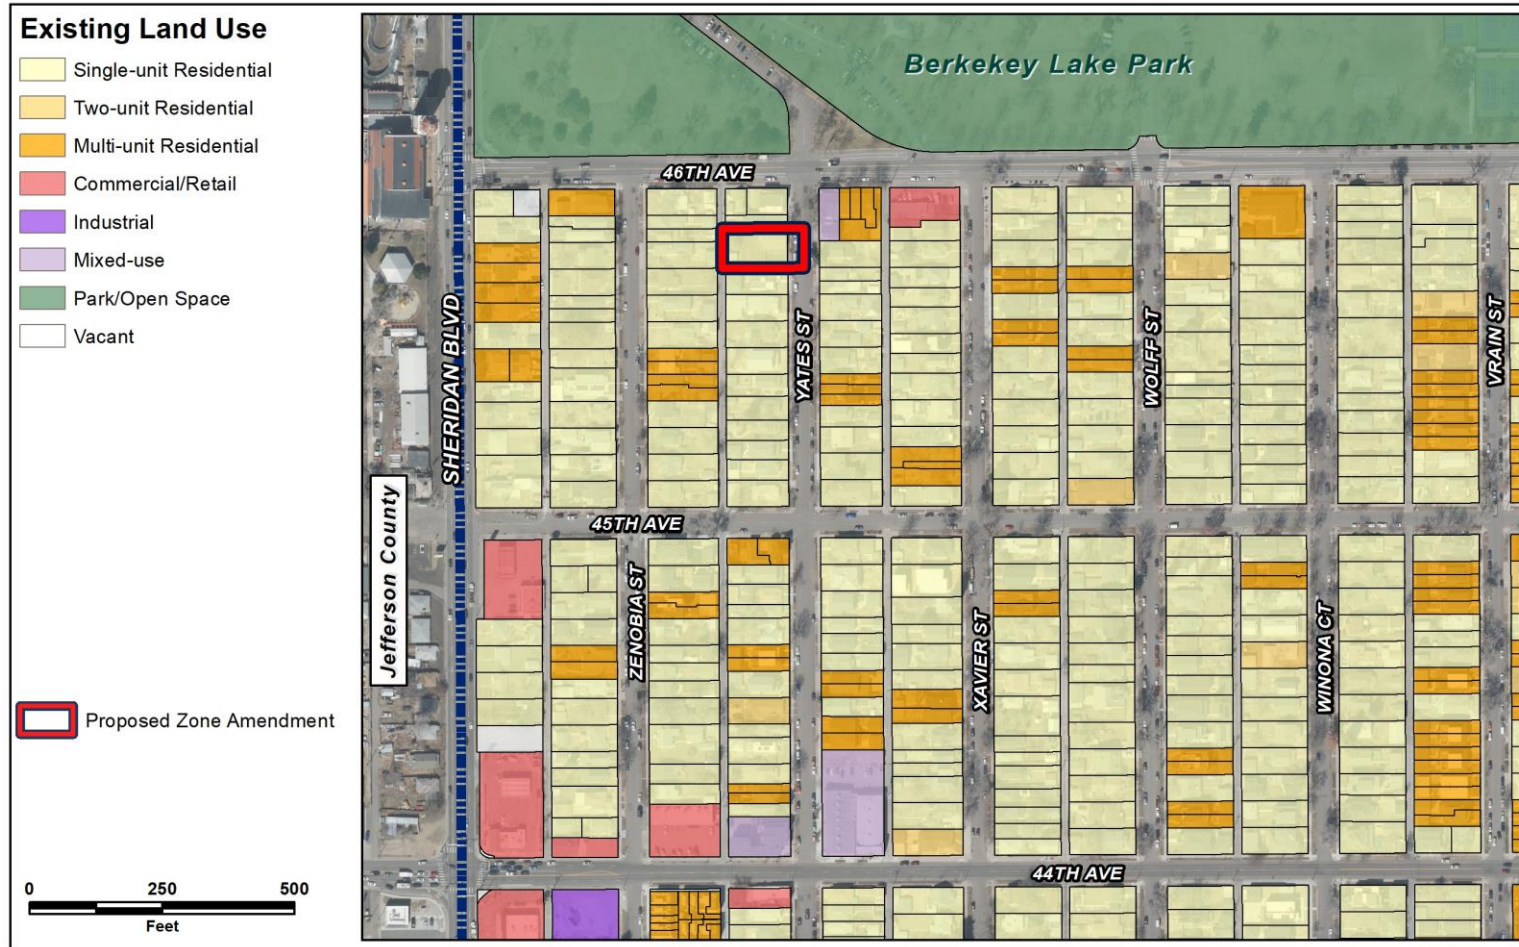 Existing Land Use
Single-unit Residential
Two-unit Residential
Multi-unit Residential
Commercial/Retail
Industrial
Mixed-use
Park/Open Space
Vacant
Proposed Zone Amendment
0 250 500
Feet
Berkekey Lake Park
46TH AVE
SHERIDAN BLVD
YATES ST
WOLFF ST
VRAIN ST
Jefferson County
45TH AVE
ZENOBIA ST
XAVIER ST
WINONA CT
44TH AVE